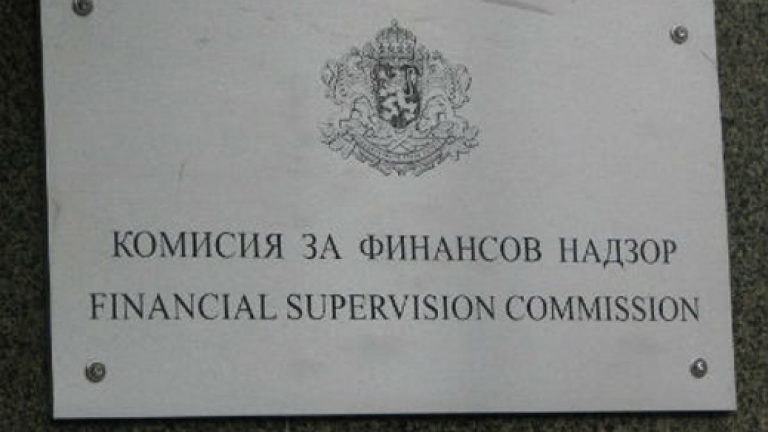 КОМИСИЯ ЗА ФИНАНСОВ НАДЗОР
FINANCIAL SUPERVISION COMMISSION